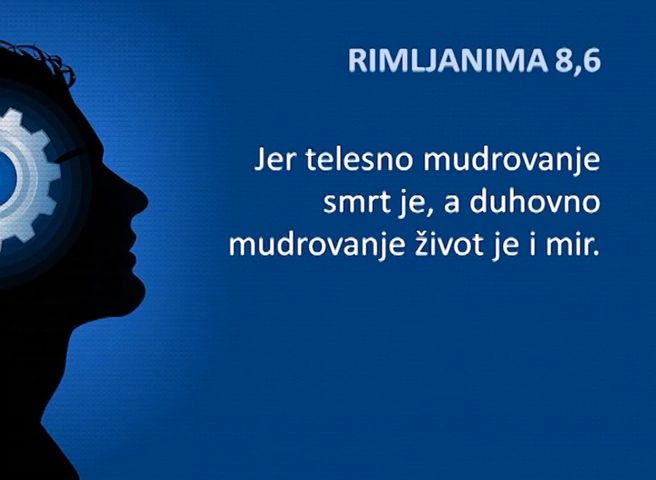 RIMLJANIMA 8,6
Jer telesno mudrovanje
smrt je, a duhovno
mudrovanje život je i mir.